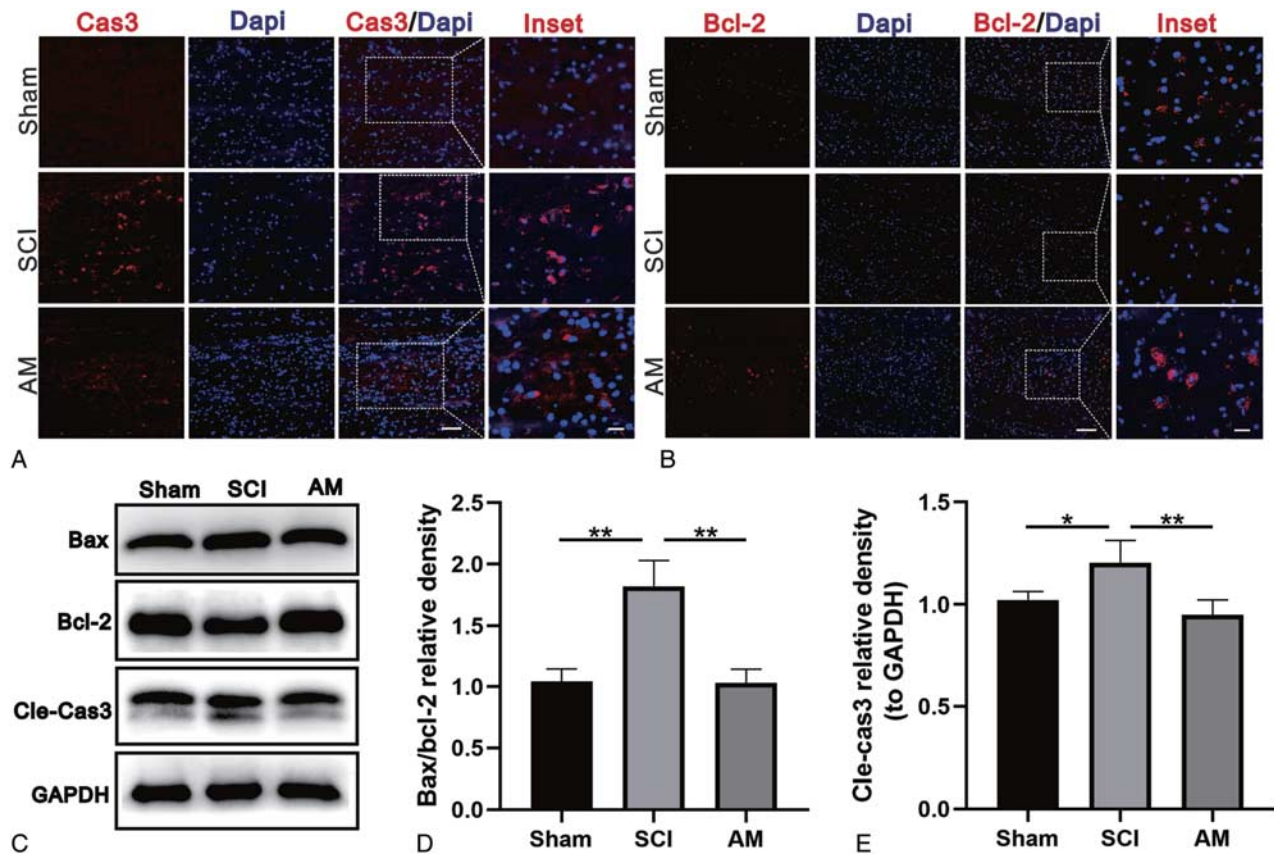 Cas3 Dapi Cas3/Dapi Inset
Sham
SCI
AM
A
Bcl-2 Dapi Bcl-2/Dapi Inset
Sham
SCI
AM
B
Sham SCI AM
Bax
Bcl-2
Cle-Cas3
GAPDH
C
Bax/bcl-2 relative density
2.5
2.0
1.5
1.0
0.5
0.0
** **
Sham SCI AM
D
Cle-cas3 relative density
(to GAPDH)
1.5
1.0
0.5
0.0
* **
Sham SCI AM
E